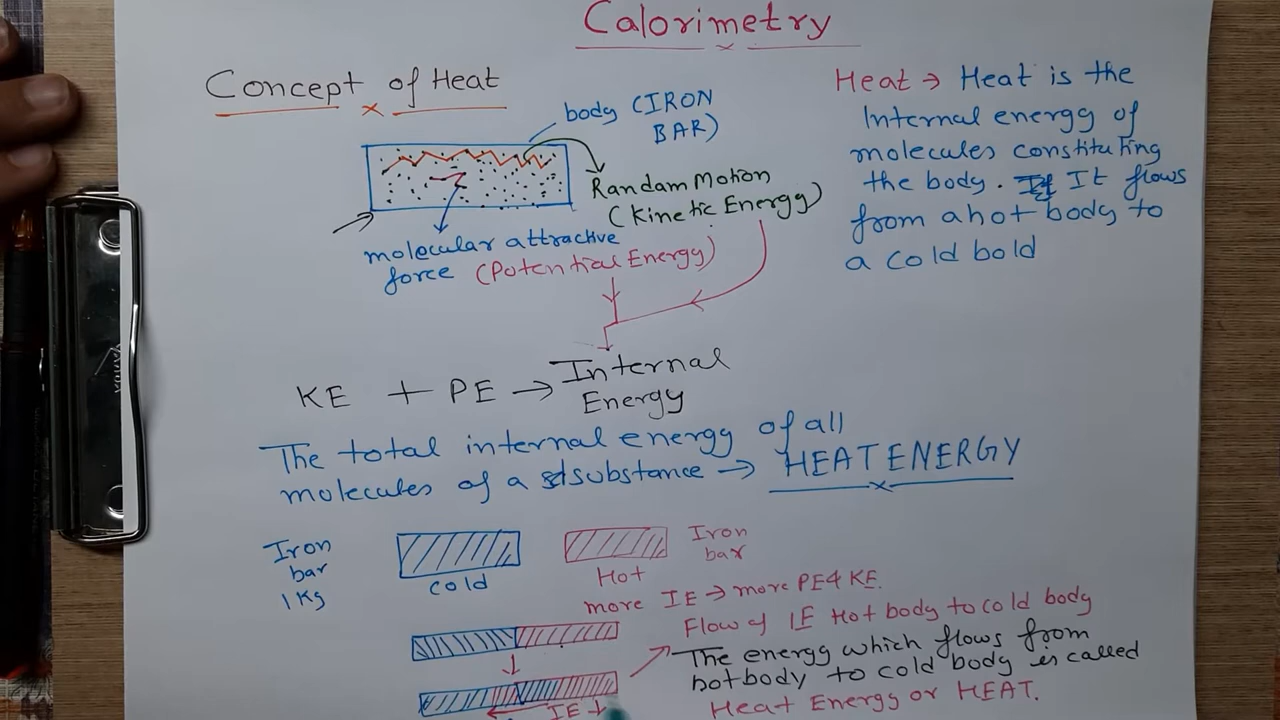 Calorimetry
Concept of Heat
body (IRON
BAR)
Randam Motion
(Kinetic Energy)
molecular attractive
force (Potential Energy)
KE + PE → Internal
Energy
The total internal energy of all
molecules of a substance → HEAT ENERGY
Heat → Heat is the
Internal energy of
molecules constituting
the body. It flows
from a hot body to
a cold bold
Iron
bar
1 Kg
Cold
Hot
Iron
bar
more IE → more PE & KE.
Flow of IE Hot body to cold body
The energy which flows from
hotbody to cold body is called
Heat Energy or HEAT.
IE ↓